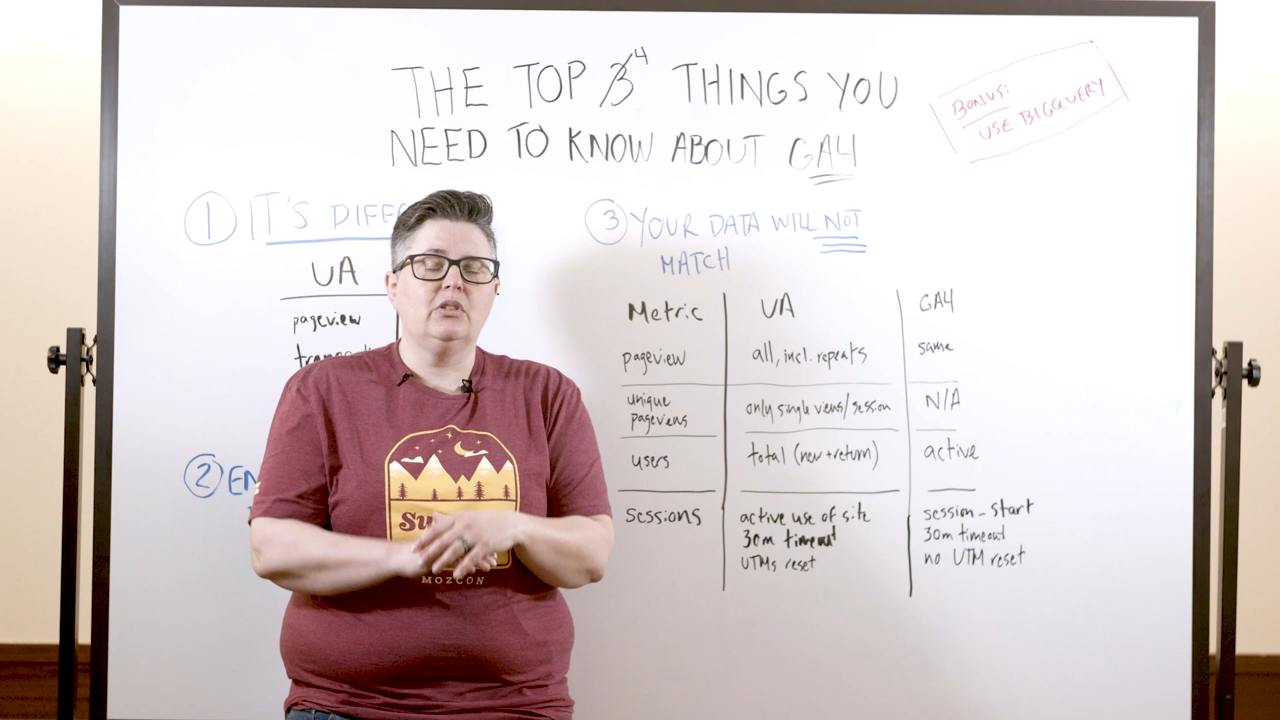 THE TOP 3 4 THINGS YOU
NEED TO KNOW ABOUT GA4
BONUS:
USE BIGQUERY
1 IT'S
UA
pageview
2
3 YOUR DATA WILL NOT
MATCH
Metric UA GA4
pageview all, incl. repeats same
unique pageviews only single views/session N/A
users total (new + return) active
sessions active use of site session_start
30m timeout 30m timeout
UTMs reset no UTM reset
MOZCON